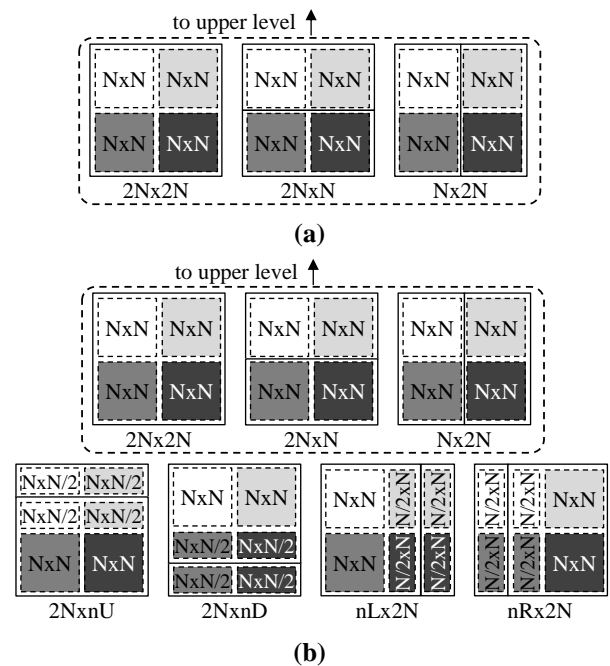 to upper level
NxN NxN NxN NxN NxN NxN
NxN NxN NxN NxN NxN NxN
2Nx2N 2NxN Nx2N
(a)
to upper level
NxN NxN NxN NxN NxN NxN
NxN NxN NxN NxN NxN NxN
2Nx2N 2NxN Nx2N
NxN/2 NxN/2
NxN/2 NxN/2
NxN NxN
2NxnU
NxN NxN
NxN/2 NxN/2
NxN/2 NxN/2
2NxnD
NxN N/2xN N/2xN
NxN N/2xN N/2xN
nLx2N
N/2xN N/2xN NxN
N/2xN N/2xN NxN
nRx2N
(b)